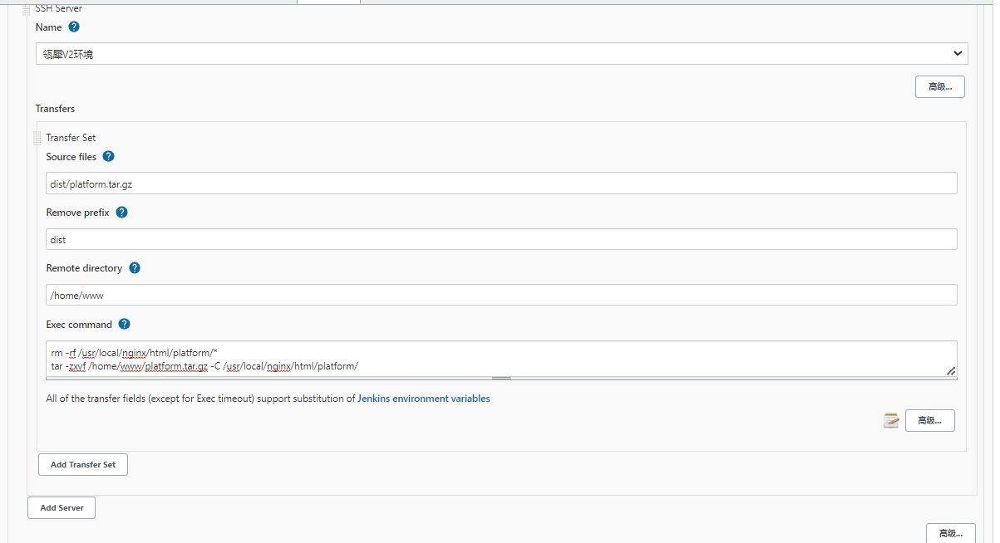 SSH Server
Name ?
瓴犀V2环境
高级...
Transfers
Transfer Set
Source files ?
dist/platform.tar.gz
Remove prefix ?
dist
Remote directory ?
/home/www
Exec command ?
rm -rf /usr/local/nginx/html/platform/*
tar -zxvf /home/www/platform.tar.gz -C /usr/local/nginx/html/platform/
All of the transfer fields (except for Exec timeout) support substitution of Jenkins environment variables
高级...
Add Transfer Set
Add Server
高级...